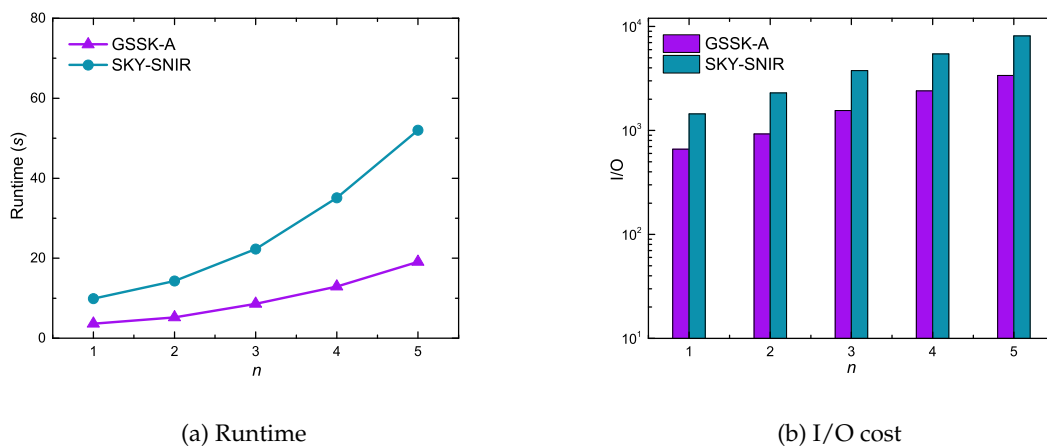 80
60
40
20
0
Runtime (s)
GSSK-A
SKY-SNIR
1 2 3 4 5
n
(a) Runtime
10^4
10^3
10^2
10^1
I/O
GSSK-A
SKY-SNIR
1 2 3 4 5
n
(b) I/O cost